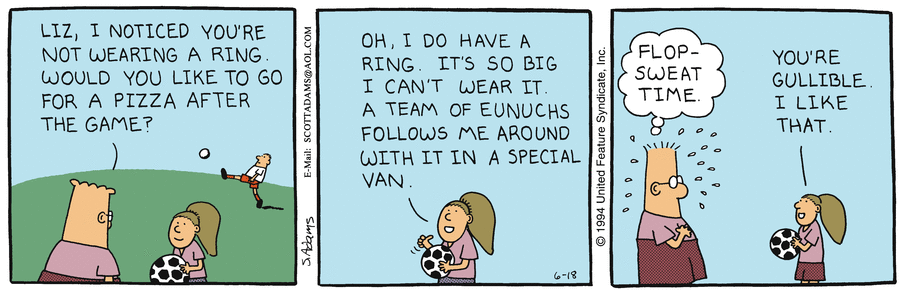 LIZ, I NOTICED YOU'RE
NOT WEARING A RING.
WOULD YOU LIKE TO GO
FOR A PIZZA AFTER
THE GAME?
S.Adams
E-Mail: SCOTTADAMS@AOL.COM
OH, I DO HAVE A
RING. IT'S SO BIG
I CAN'T WEAR IT.
A TEAM OF EUNUCHS
FOLLOWS ME AROUND
WITH IT IN A SPECIAL
VAN.
6-18
© 1994 United Feature Syndicate, Inc.
FLOP-
SWEAT
TIME.
YOU'RE
GULLIBLE.
I LIKE
THAT.